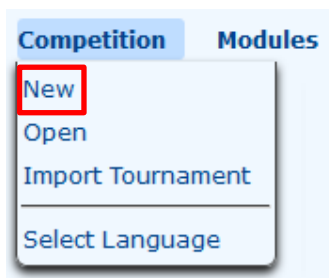 Competition Modules
New
Open
Import Tournament
Select Language